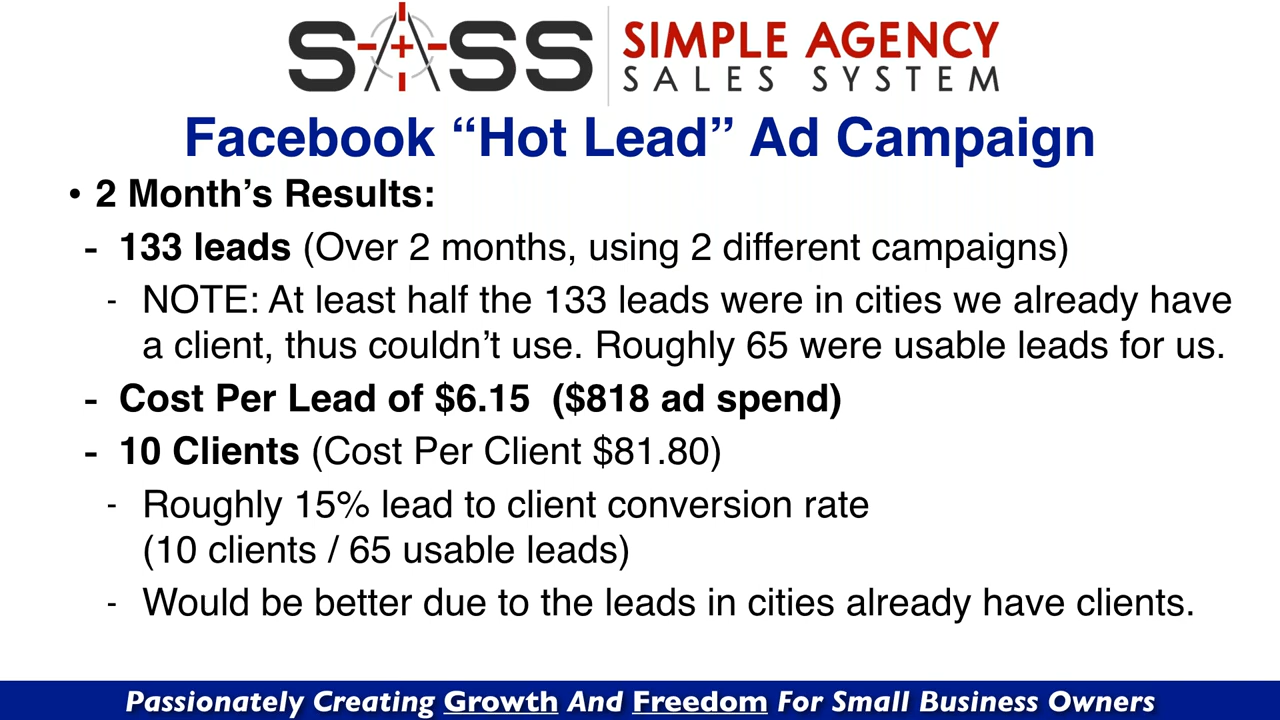 SASS SIMPLE AGENCY
SALES SYSTEM
Facebook “Hot Lead” Ad Campaign
• 2 Month’s Results:
- 133 leads (Over 2 months, using 2 different campaigns)
- NOTE: At least half the 133 leads were in cities we already have
a client, thus couldn’t use. Roughly 65 were usable leads for us.
- Cost Per Lead of $6.15 ($818 ad spend)
- 10 Clients (Cost Per Client $81.80)
- Roughly 15% lead to client conversion rate
(10 clients / 65 usable leads)
- Would be better due to the leads in cities already have clients.
Passionately Creating Growth And Freedom For Small Business Owners